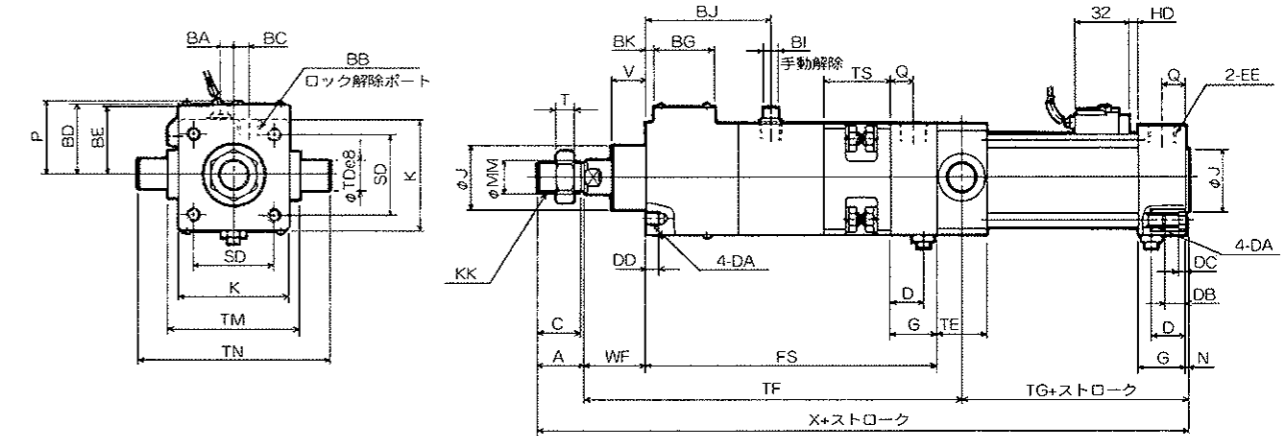 BA
BC
BB
ロック解除ポート
P
BD
BE
φTDe8
SD
K
SD
K
TM
TN
BJ
BK
BG
BI
手動解除
V
TS
Q
T
φJ
φMM
KK
DD
4-DA
C
A
WF
FS
D
G
TE
TF
TG+ストローク
X+ストローク
32
HD
Q
2-EE
φJ
4-DA
DC
DB
D
G
N